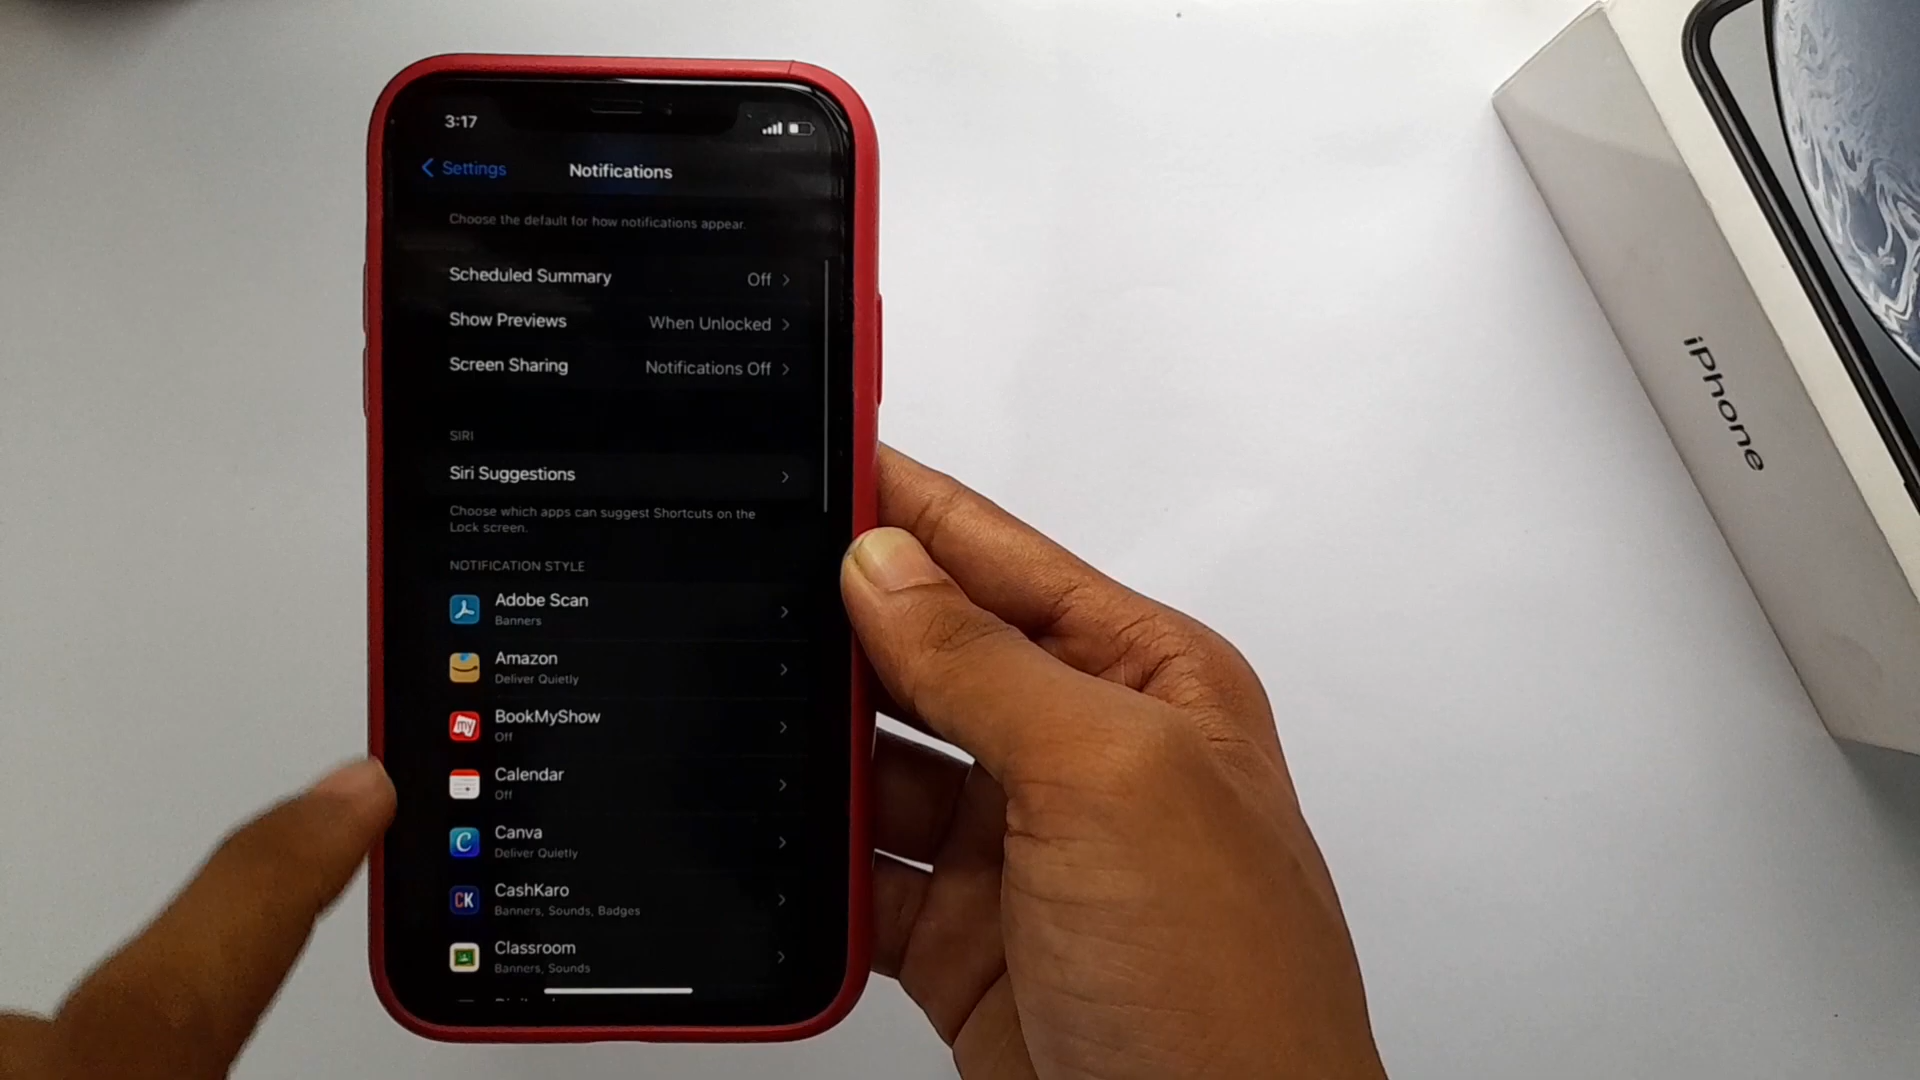 3:17
Settings
Notifications
Choose the default for how notifications appear.
Scheduled Summary Off
Show Previews When Unlocked
Screen Sharing Notifications Off
SIRI
Siri Suggestions
Choose which apps can suggest Shortcuts on the
Lock screen.
NOTIFICATION STYLE
Adobe Scan
Banners
Amazon
Deliver Quietly
my
BookMyShow
Off
Calendar
Off
C
Canva
Deliver Quietly
CK
CashKaro
Banners, Sounds, Badges
Classroom
Banners, Sounds
iPhone